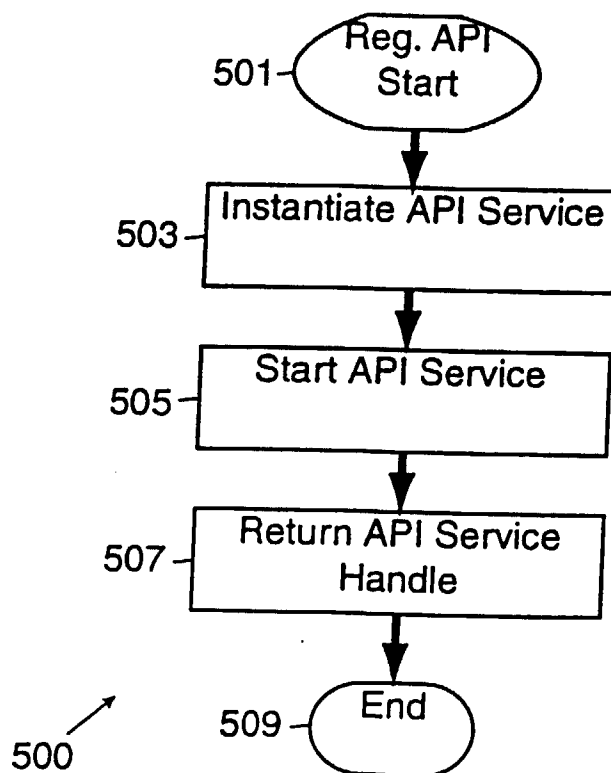 Reg. API
Start
501
Instantiate API Service
503
Start API Service
505
Return API Service
Handle
507
End
509
500